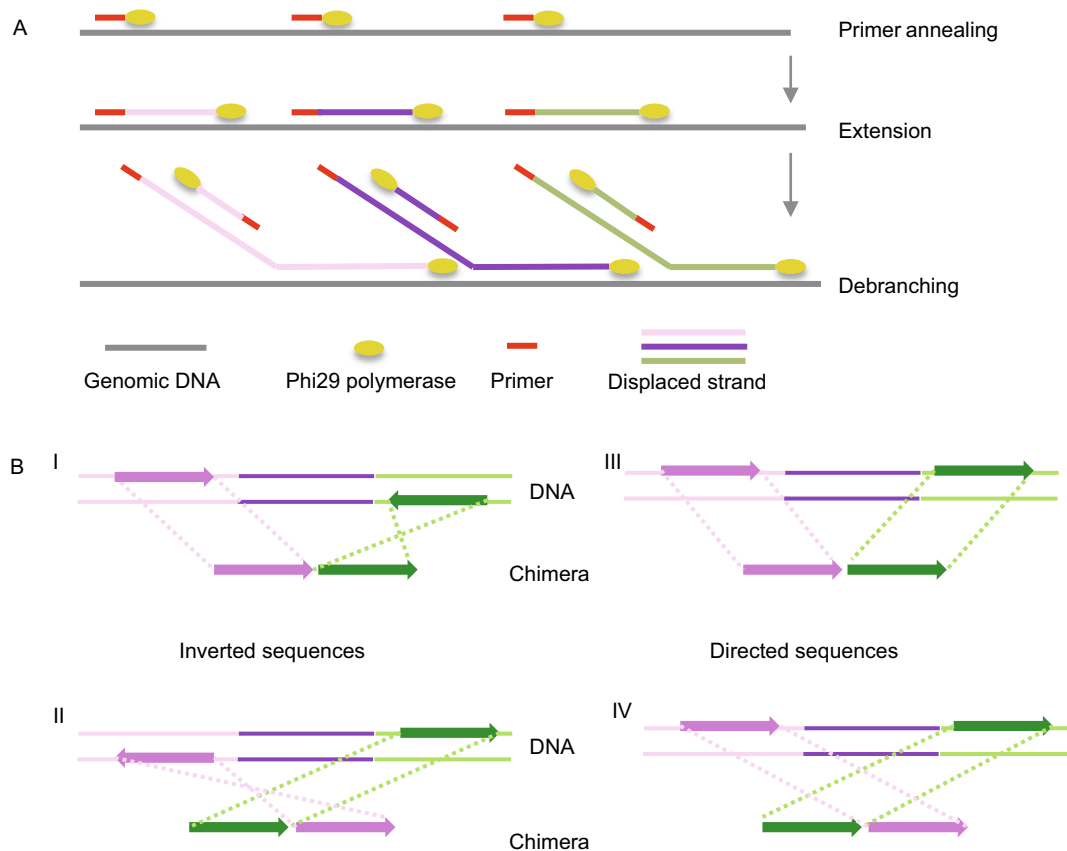 A
Primer annealing
Extension
Debranching
Genomic DNA
Phi29 polymerase
Primer
Displaced strand
B
I
DNA
Chimera
III
Inverted sequences
Directed sequences
II
DNA
Chimera
IV